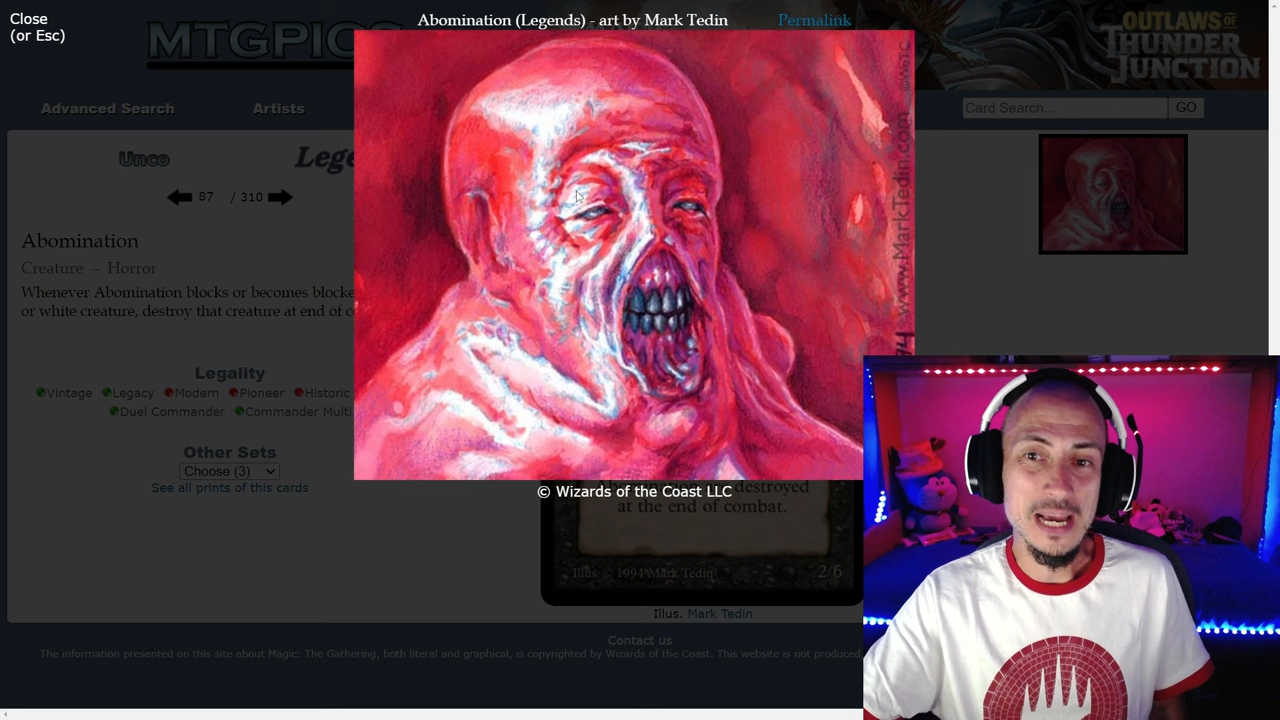 Close
(or Esc)
Abomination (Legends) - art by Mark Tedin
Permalink
MTGPICS
OUTLAWS OF
THUNDER
JUNCTION
Advanced Search
Artists
Card Search...
GO
Unco
Lege
87 / 310
Abomination
Creature — Horror
Whenever Abomination blocks or becomes blocke
or white creature, destroy that creature at end of c
Legality
Vintage Legacy Modern Pioneer Historic
Duel Commander Commander Multi
Other Sets
Choose (3)
See all prints of this cards
www.MarkTedin.com
© Wizards of the Coast LLC
destroyed
at the end of combat.
Illus. © 1994 Mark Tedin
2/6
Illus. Mark Tedin
Contact us
The information presented on this site about Magic: The Gathering, both literal and graphical, is copyrighted by Wizards of the Coast. This website is not produced,